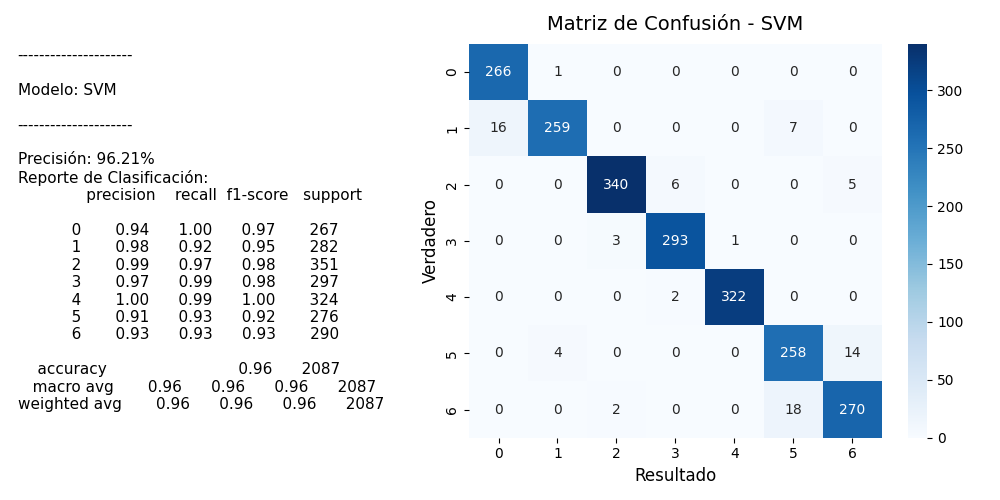 ---------------------
Modelo: SVM
---------------------
Precisión: 96.21%
Reporte de Clasificación:
precision recall f1-score support
0 0.94 1.00 0.97 267
1 0.98 0.92 0.95 282
2 0.99 0.97 0.98 351
3 0.97 0.99 0.98 297
4 1.00 0.99 1.00 324
5 0.91 0.93 0.92 276
6 0.93 0.93 0.93 290
accuracy 0.96 2087
macro avg 0.96 0.96 0.96 2087
weighted avg 0.96 0.96 0.96 2087
Matriz de Confusión - SVM
Verdadero
0 266 1 0 0 0 0 0
1 16 259 0 0 0 7 0
2 0 0 340 6 0 0 5
3 0 0 3 293 1 0 0
4 0 0 0 2 322 0 0
5 0 4 0 0 0 258 14
6 0 0 2 0 0 18 270
0 1 2 3 4 5 6
Resultado
300
250
200
150
100
50
0